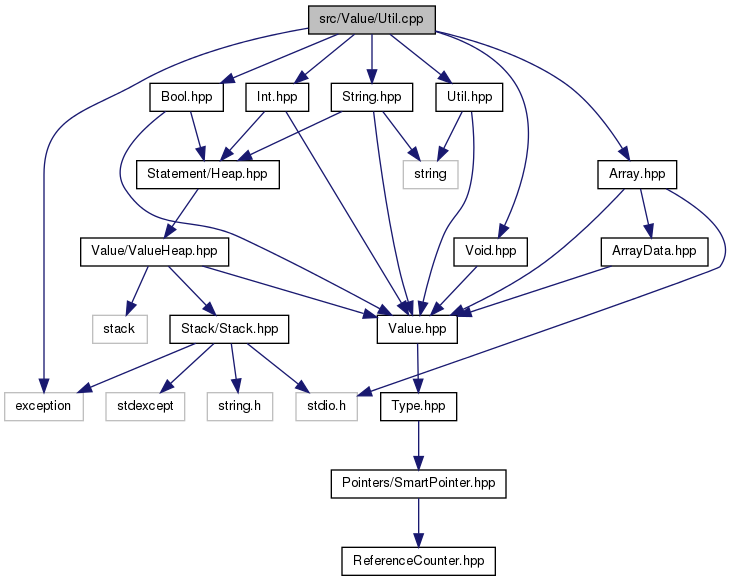 src/Value/Util.cpp
Bool.hpp
Int.hpp
String.hpp
Util.hpp
Statement/Heap.hpp
string
Array.hpp
Value/ValueHeap.hpp
Void.hpp
ArrayData.hpp
stack
Stack/Stack.hpp
Value.hpp
exception
stdexcept
string.h
stdio.h
Type.hpp
Pointers/SmartPointer.hpp
ReferenceCounter.hpp